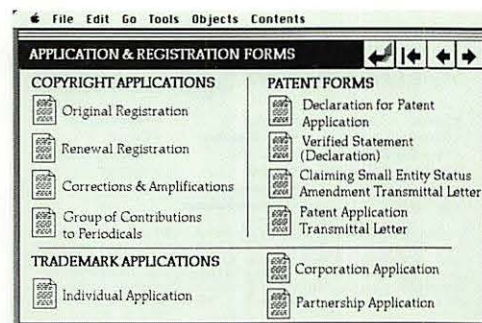 File Edit Go Tools Objects Contents
APPLICATION & REGISTRATION FORMS
COPYRIGHT APPLICATIONS
Original Registration
Renewal Registration
Corrections & Amplifications
Group of Contributions
to Periodicals
PATENT FORMS
Declaration for Patent
Application
Verified Statement
(Declaration)
Claiming Small Entity Status
Amendment Transmittal Letter
Patent Application
Transmittal Letter
TRADEMARK APPLICATIONS
Individual Application
Corporation Application
Partnership Application